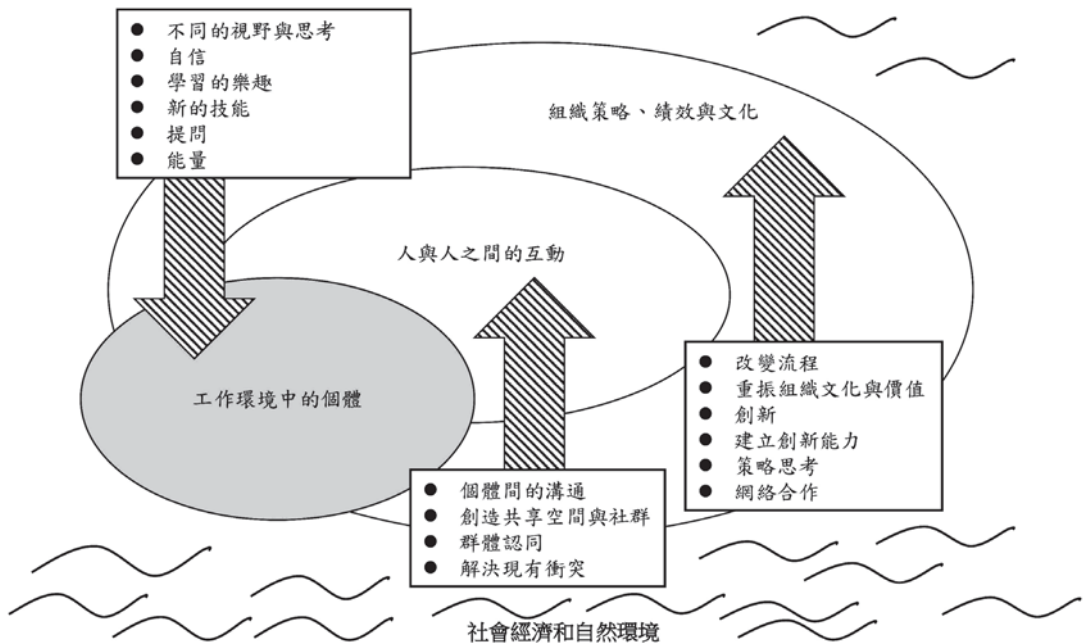 ● 不同的視野與思考
● 自信
● 學習的樂趣
● 新的技能
● 提問
● 能量
組織策略、績效與文化
人與人之間的互動
工作環境中的個體
● 改變流程
● 重振組織文化與價值
● 創新
● 建立創新能力
● 策略思考
● 網絡合作
● 個體間的溝通
● 創造共享空間與社群
● 群體認同
● 解決現有衝突
社會經濟和自然環境